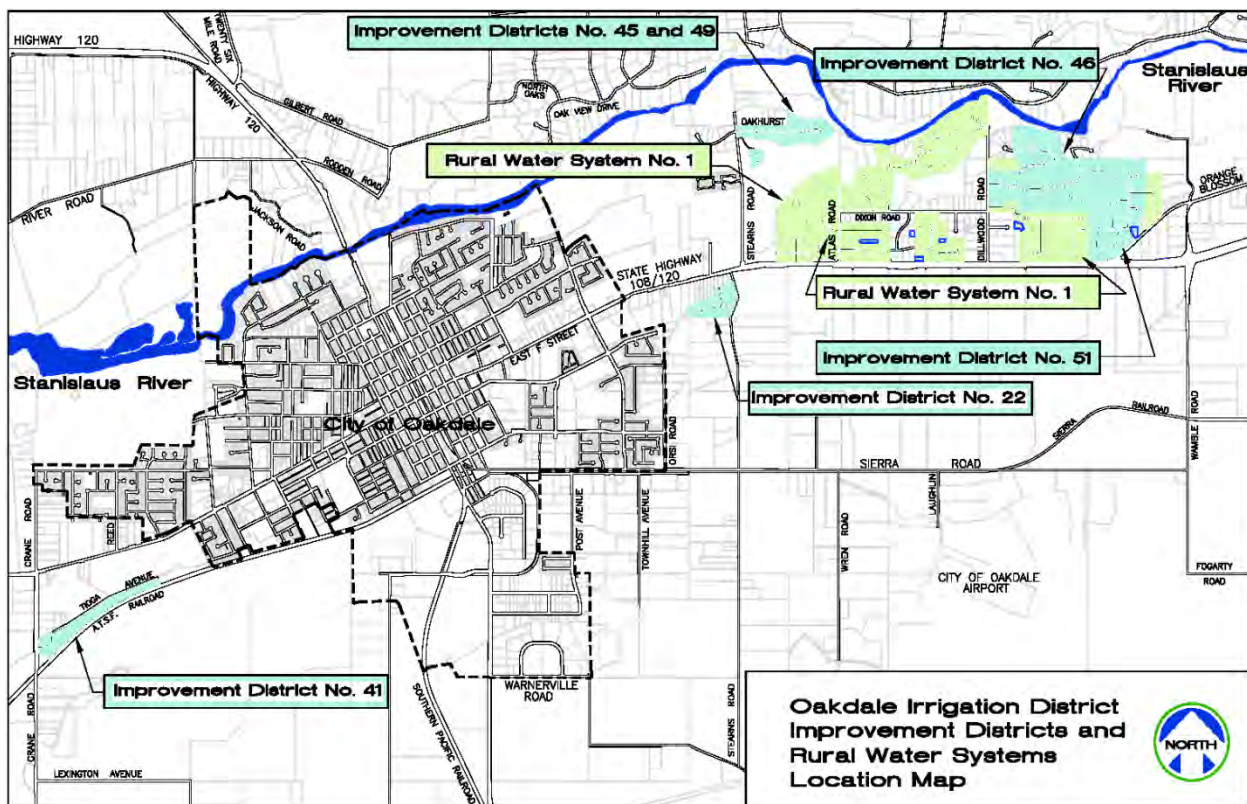 HIGHWAY 120
TWENTY SIX
MILE ROAD
HIGHWAY 120
GILBERT ROAD
NORTH
OAKS
OAK VIEW DRIVE
Improvement Districts No. 45 and 49
Improvement District No. 46
Stanislaus
River
OAKHURST
Rural Water System No. 1
RODDEN ROAD
RIVER ROAD
JACKSON ROAD
STEARNS ROAD
ATLAS ROAD
DIXON ROAD
DILLWOOD ROAD
ORANGE
BLOSSOM
STATE HIGHWAY
108/120
Rural Water System No. 1
EAST F STREET
Improvement District No. 51
Stanislaus River
Improvement District No. 22
City of Oakdale
ORSI ROAD
SIERRA RAILROAD
WAMBLE ROAD
SIERRA ROAD
CRANE ROAD
REED
POST AVENUE
TOWNHILL AVENUE
WREN ROAD
LAUGHLIN
CITY OF OAKDALE
AIRPORT
FOGARTY
ROAD
TIOGA AVENUE
A.T.S.F. RAILROAD
Improvement District No. 41
WARNERVILLE
ROAD
SOUTHERN PACIFIC RAILROAD
STEARNS ROAD
CRANE ROAD
LEXINGTON AVENUE
Oakdale Irrigation District
Improvement Districts and
Rural Water Systems
Location Map
NORTH